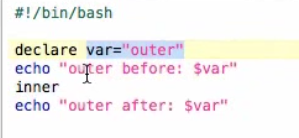 #!/bin/bash
declare var="outer"
echo "outer before: $var"
inner
echo "outer after: $var"